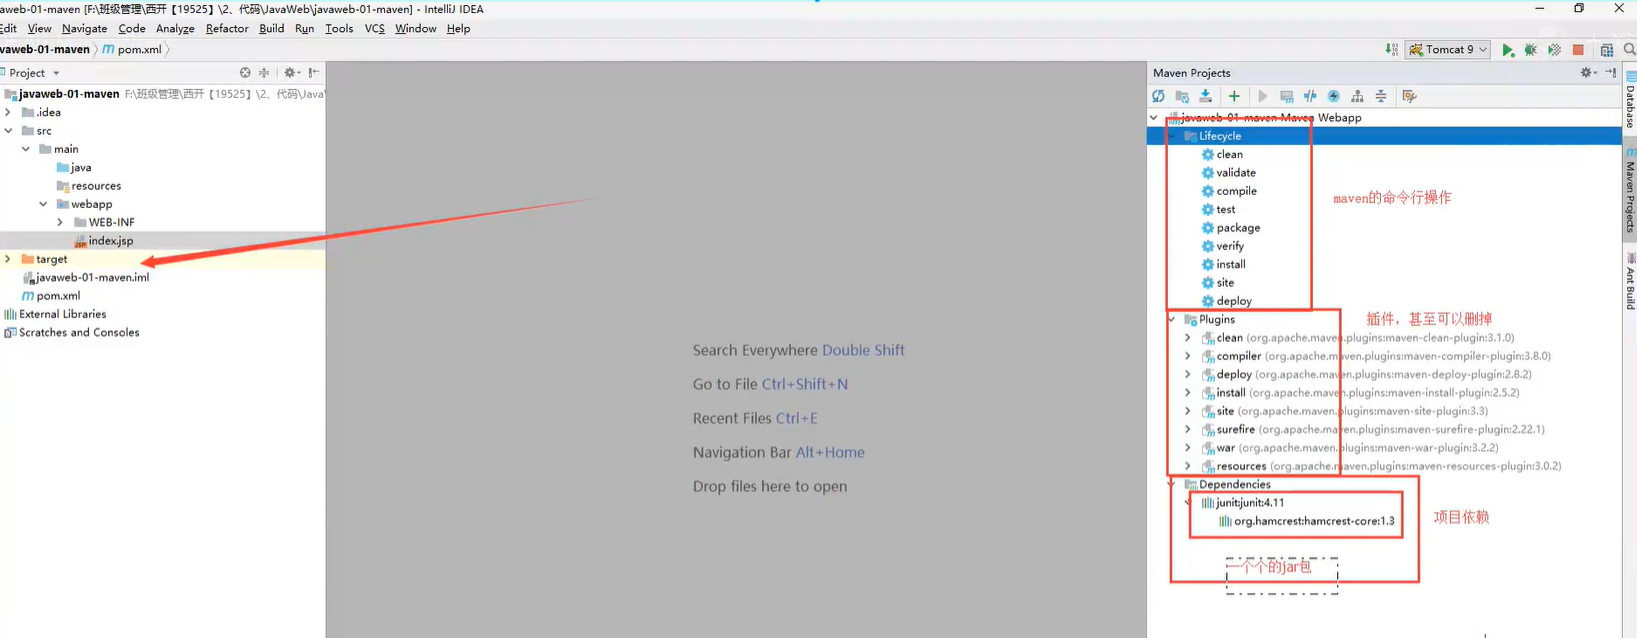 aweb-01-maven [F:\班级管理\西开【19525】\2、代码\JavaWeb\javaweb-01-maven] - IntelliJ IDEA
Edit View Navigate Code Analyze Refactor Build Run Tools VCS Window Help
vaweb-01-maven pom.xml
Tomcat 9
Project
javaweb-01-maven F:\班级管理\西开【19525】\2、代码\Java
.idea
src
main
java
resources
webapp
WEB-INF
index.jsp
target
javaweb-01-maven.iml
pom.xml
External Libraries
Scratches and Consoles
Search Everywhere Double Shift
Go to File Ctrl+Shift+N
Recent Files Ctrl+E
Navigation Bar Alt+Home
Drop files here to open
Maven Projects
javaweb-01-maven Maven Webapp
Lifecycle
clean
validate
compile
test
package
verify
install
site
deploy
maven的命令行操作
Plugins
插件，甚至可以删掉
clean (org.apache.maven.plugins:maven-clean-plugin:3.1.0)
compiler (org.apache.maven.plugins:maven-compiler-plugin:3.8.0)
deploy (org.apache.maven.plugins:maven-deploy-plugin:2.8.2)
install (org.apache.maven.plugins:maven-install-plugin:2.5.2)
site (org.apache.maven.plugins:maven-site-plugin:3.3)
surefire (org.apache.maven.plugins:maven-surefire-plugin:2.22.1)
war (org.apache.maven.plugins:maven-war-plugin:3.2.2)
resources (org.apache.maven.plugins:maven-resources-plugin:3.0.2)
Dependencies
junit:junit:4.11
org.hamcrest:hamcrest-core:1.3
项目依赖
一个个的jar包
Database
Maven Projects
Ant Build